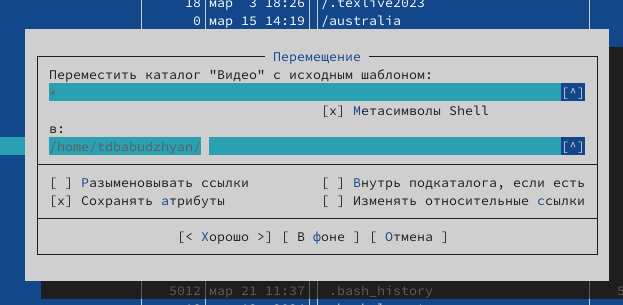 18 мар  3 18:26 /.texlive2023
0 мар 15 14:19 /australia
Перемещение
Переместить каталог "Видео" с исходным шаблоном:
* [^]
[x] Метасимволы Shell
в:
/home/tdbabudzhyan/ [^]
[ ] Разыменовывать ссылки [ ] Внутрь подкаталога, если есть
[x] Сохранять атрибуты [ ] Изменять относительные ссылки
[< Хорошо >] [ В фоне ] [ Отмена ]
5012 мар 21 11:37 .bash_history